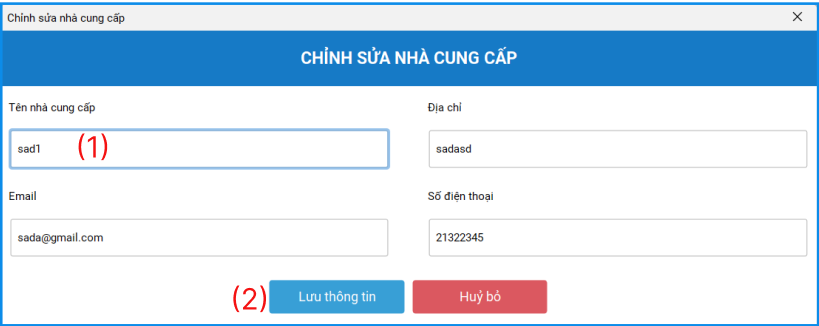 Chỉnh sửa nhà cung cấp
CHỈNH SỬA NHÀ CUNG CẤP
Tên nhà cung cấp Địa chỉ
sad1 (1) sadasd
Email Số điện thoại
sada@gmail.com 21322345
(2) Lưu thông tin Huỷ bỏ